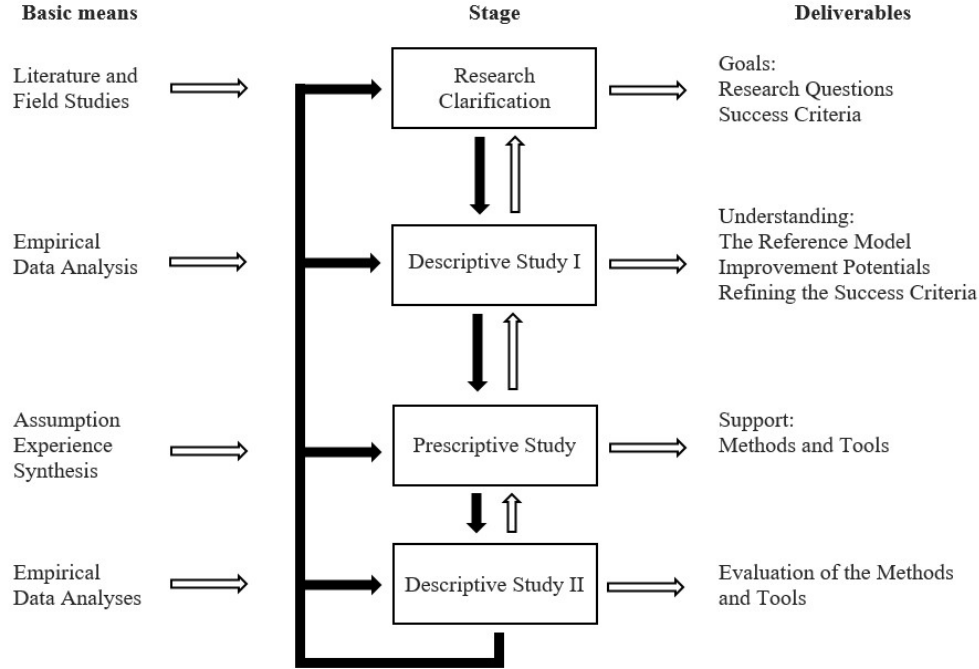 Basic means
Stage
Deliverables
Literature and
Field Studies
Research
Clarification
Goals:
Research Questions
Success Criteria
Empirical
Data Analysis
Descriptive Study I
Understanding:
The Reference Model
Improvement Potentials
Refining the Success Criteria
Assumption
Experience
Synthesis
Prescriptive Study
Support:
Methods and Tools
Empirical
Data Analyses
Descriptive Study II
Evaluation of the Methods
and Tools